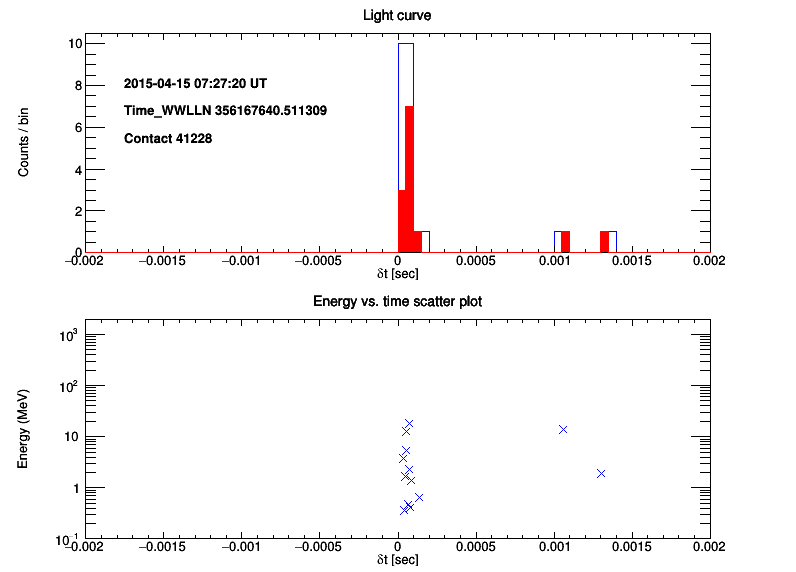 Light curve
10
8
6
4
2
0
Counts / bin
2015-04-15 07:27:20 UT
Time_WWLLN 356167640.511309
Contact 41228
−0.002 −0.0015 −0.001 −0.0005 0 0.0005 0.001 0.0015 0.002
δt [sec]
Energy vs. time scatter plot
10³
10²
10
1
10⁻¹
Energy (MeV)
−0.002 −0.0015 −0.001 −0.0005 0 0.0005 0.001 0.0015 0.002
δt [sec]